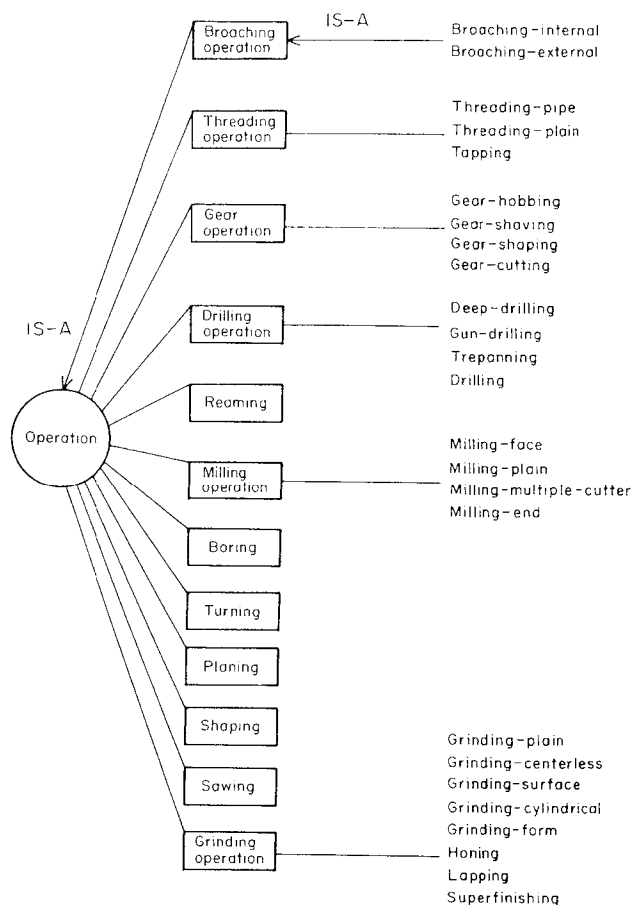 IS-A
Broaching
operation
Broaching-internal
Broaching-external
Threading
operation
Threading-pipe
Threading-plain
Tapping
Gear
operation
Gear-hobbing
Gear-shaving
Gear-shaping
Gear-cutting
IS-A
Drilling
operation
Deep-drilling
Gun-drilling
Trepanning
Drilling
Reaming
Operation
Milling
operation
Milling-face
Milling-plain
Milling-multiple-cutter
Milling-end
Boring
Turning
Planing
Shaping
Sawing
Grinding
operation
Grinding-plain
Grinding-centerless
Grinding-surface
Grinding-cylindrical
Grinding-form
Honing
Lapping
Superfinishing